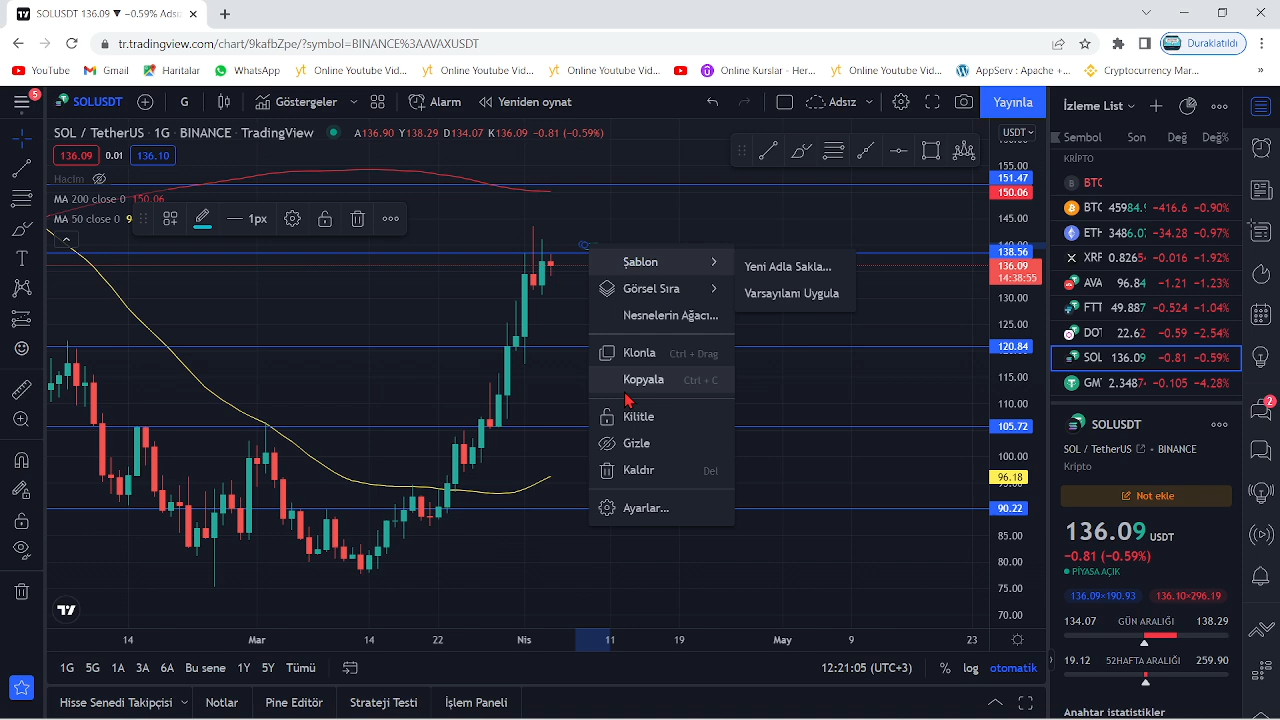 SOLUSDT 136.09 ▼ −0.59% Adsı
tr.tradingview.com/chart/9kafbZpe/?symbol=BINANCE%3AAVAXUSDT
Duraklatıldı
YouTube
Gmail
Haritalar
WhatsApp
Online Youtube Vid...
Online Youtube Vid...
Online Youtube Vid...
Online Kurslar - Her...
Online Youtube Vid...
AppServ : Apache +...
Cryptocurrency Mar...
»
5
SOLUSDT
G
Göstergeler
Alarm
Yeniden oynat
Adsız
Yayınla
SOL / TetherUS · 1G · BINANCE · TradingView
A136.90 Y138.29 D134.07 K136.09 −0.81 (−0.59%)
136.09
0.01
136.10
Hacim
MA 200 close 0 150.06
MA 50 close 0 9
1px
USDT
155.00
151.47
150.06
145.00
138.56
136.09
14:38:55
130.00
125.00
120.84
115.00
110.00
105.72
100.00
96.18
90.22
85.00
80.00
75.00
70.00
Şablon
Yeni Adla Sakla...
Varsayılanı Uygula
Görsel Sıra
Nesnelerin Ağacı...
Klonla Ctrl + Drag
Kopyala Ctrl + C
Kilitle
Gizle
Kaldır Del
Ayarlar...
14
Mar
14
22
Nis
11
19
May
9
23
1G 5G 1A 3A 6A Bu sene 1Y 5Y Tümü
12:21:05 (UTC+3)
% log otomatik
Hisse Senedi Takipçisi
Notlar
Pine Editör
Strateji Testi
İşlem Paneli
İzleme List
Sembol Son Değ Değ%
KRİPTO
BTC
BTC 45984. −416.6 −0.90%
ETH 3486.0 −34.28 −0.97%
XRF 0.8265 −0.016 −1.92%
AVA 96.84 −1.21 −1.23%
FTT 49.887 −0.524 −1.04%
DOT 22.62 −0.59 −2.54%
SOL 136.09 −0.81 −0.59%
GMT 2.3487 −0.105 −4.28%
2
SOLUSDT
SOL / TetherUS • BINANCE
Kripto
Not ekle
136.09 USDT
−0.81 (−0.59%)
PİYASA AÇIK
136.09×190.93
136.10×296.19
134.07 GÜN ARALIĞI 138.29
19.12 52HAFTA ARALIĞI 259.90
Anahtar istatistikler